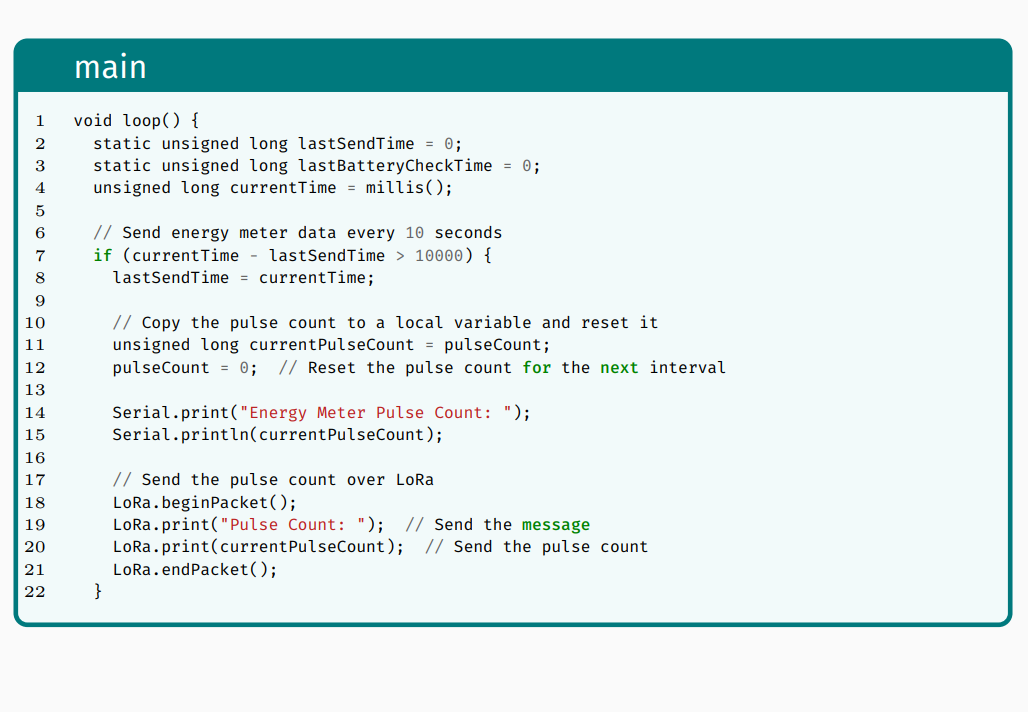 main
1 void loop() {
2 static unsigned long lastSendTime = 0;
3 static unsigned long lastBatteryCheckTime = 0;
4 unsigned long currentTime = millis();
5
6 // Send energy meter data every 10 seconds
7 if (currentTime - lastSendTime > 10000) {
8 lastSendTime = currentTime;
9
10 // Copy the pulse count to a local variable and reset it
11 unsigned long currentPulseCount = pulseCount;
12 pulseCount = 0; // Reset the pulse count for the next interval
13
14 Serial.print("Energy Meter Pulse Count: ");
15 Serial.println(currentPulseCount);
16
17 // Send the pulse count over LoRa
18 LoRa.beginPacket();
19 LoRa.print("Pulse Count: "); // Send the message
20 LoRa.print(currentPulseCount); // Send the pulse count
21 LoRa.endPacket();
22 }